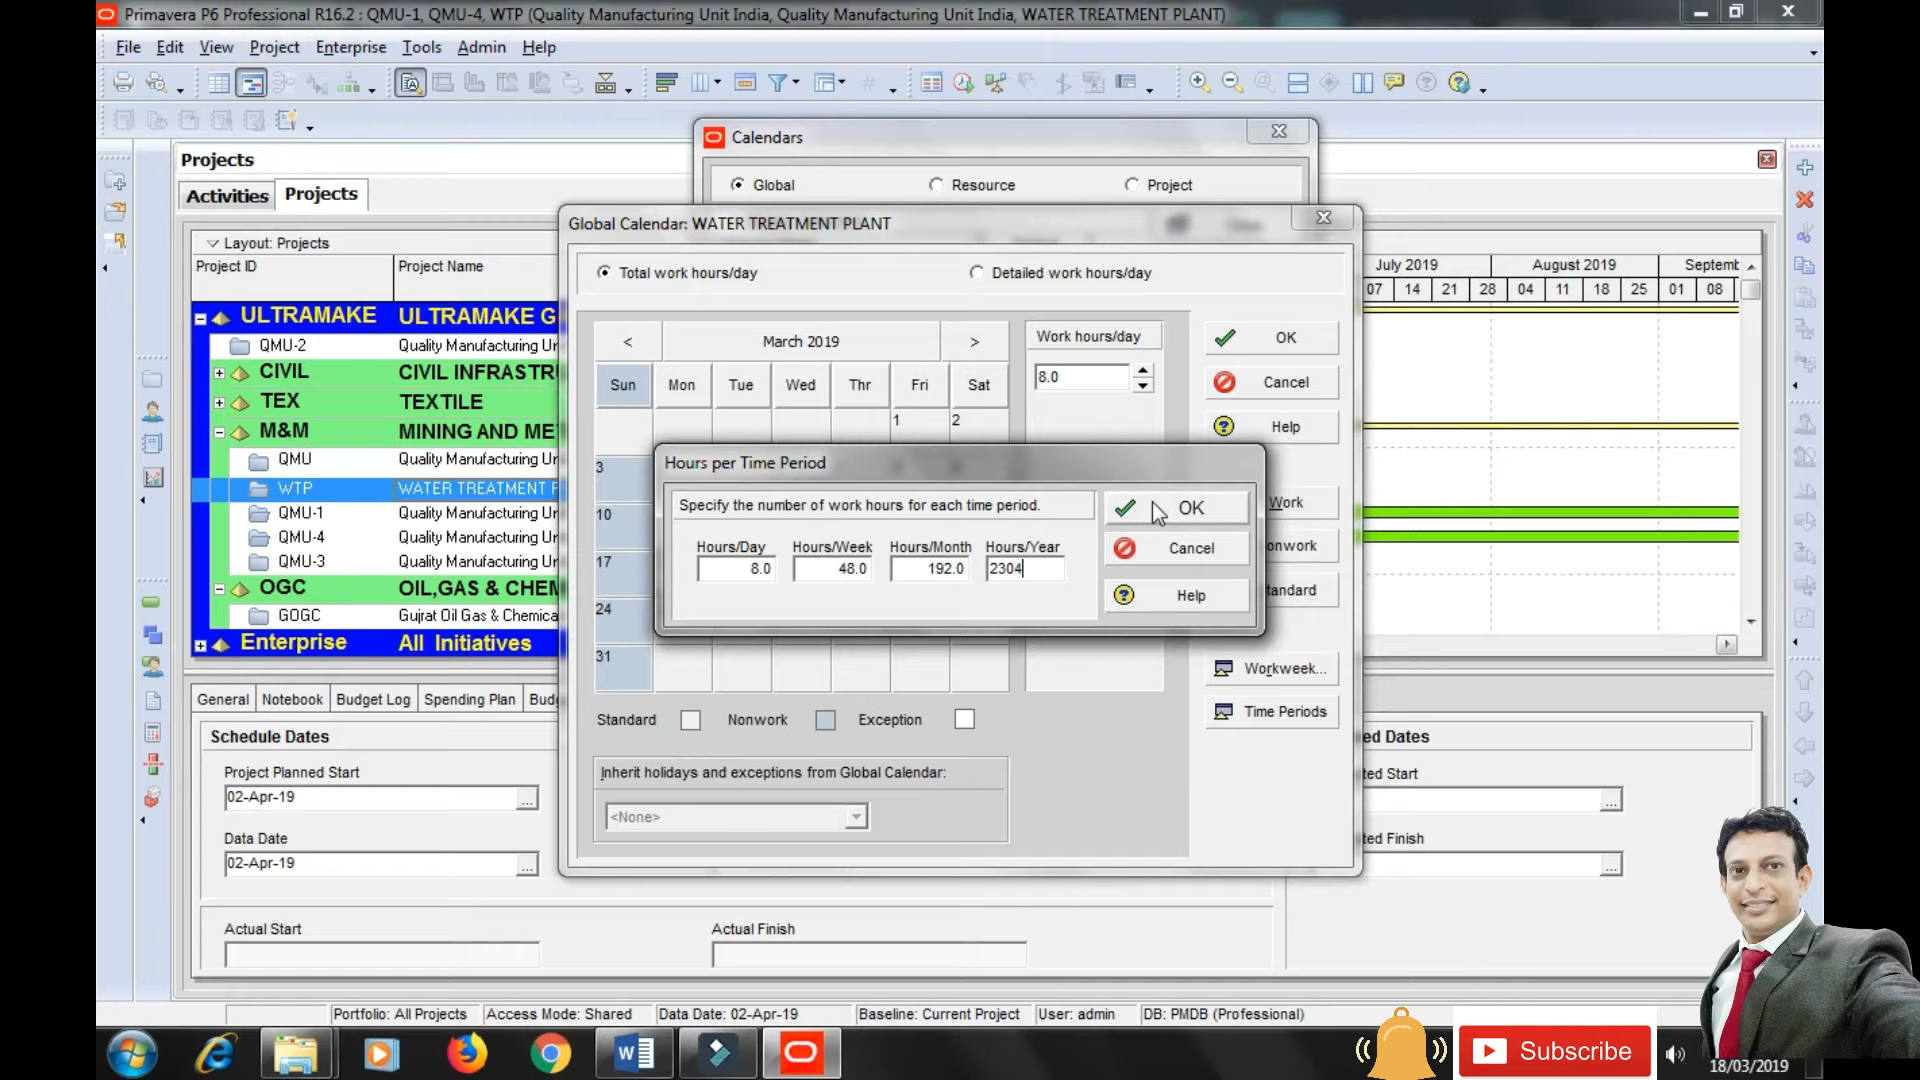 Primavera P6 Professional R16.2 : QMU-1, QMU-4, WTP (Quality Manufacturing Unit India, Quality Manufacturing Unit India, WATER TREATMENT PLANT)
File Edit View Project Enterprise Tools Admin Help
Projects
Activities Projects
Layout: Projects
Project ID Project Name
ULTRAMAKE ULTRAMAKE G
QMU-2 Quality Manufacturing Ur
CIVIL CIVIL INFRASTR
TEX TEXTILE
M&M MINING AND ME
QMU Quality Manufacturing Ur
WTP WATER TREATMENT F
QMU-1 Quality Manufacturing Ur
QMU-4 Quality Manufacturing Ur
QMU-3 Quality Manufacturing Ur
OGC OIL,GAS & CHEM
GOGC Gujrat Oil Gas & Chemica
Enterprise All Initiatives
July 2019 August 2019 Septemb
07 14 21 28 04 11 18 25 01 08
Calendars
Global Resource Project
Global Calendar: WATER TREATMENT PLANT
Total work hours/day Detailed work hours/day
< March 2019 >
Sun Mon Tue Wed Thr Fri Sat
1 2
3
10
17
24
31
Work hours/day
8.0
OK
Cancel
Help
Work
onwork
tandard
Workweek...
Time Periods
Hours per Time Period
Specify the number of work hours for each time period.
Hours/Day Hours/Week Hours/Month Hours/Year
8.0 48.0 192.0 2304
OK
Cancel
Help
Standard Nonwork Exception
Inherit holidays and exceptions from Global Calendar:
<None>
General Notebook Budget Log Spending Plan Budg
Schedule Dates
Project Planned Start
02-Apr-19
Data Date
02-Apr-19
Actual Start
Actual Finish
ed Dates
ted Start
ted Finish
Portfolio: All Projects Access Mode: Shared Data Date: 02-Apr-19 Baseline: Current Project User: admin DB: PMDB (Professional)
Subscribe
18/03/2019